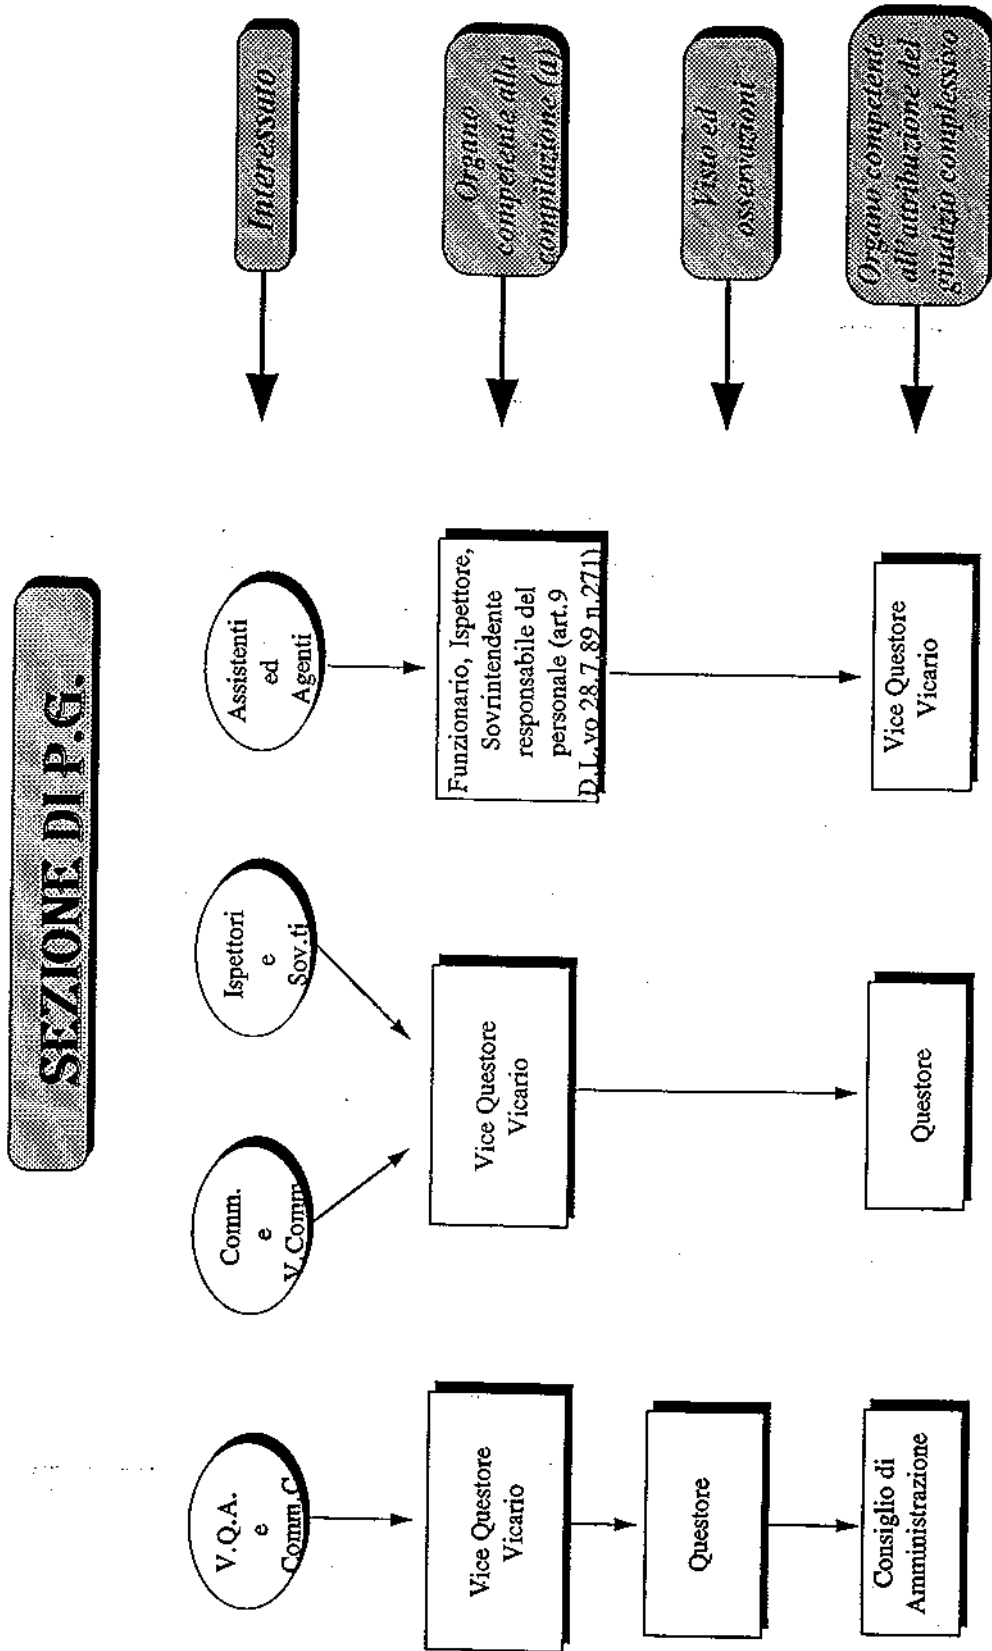 SEZIONE DI P.G.
V.Q.A.
e
Comm.C
Comm.
e
V.Comm
Ispettori
e
Sov.ti
Assistenti
ed
Agenti
Interessato
Vice Questore
Vicario
Vice Questore
Vicario
Funzionario, Ispettore,
Sovrintendente
responsabile del
personale (art.9
D.L.vo 28.7.89 n.271)
Organo
competente alla
compilazione (a)
Questore
Visto ed
osservazioni
Consiglio di
Amministrazione
Questore
Vice Questore
Vicario
Organo competente
all'attribuzione del
giudizio complessivo